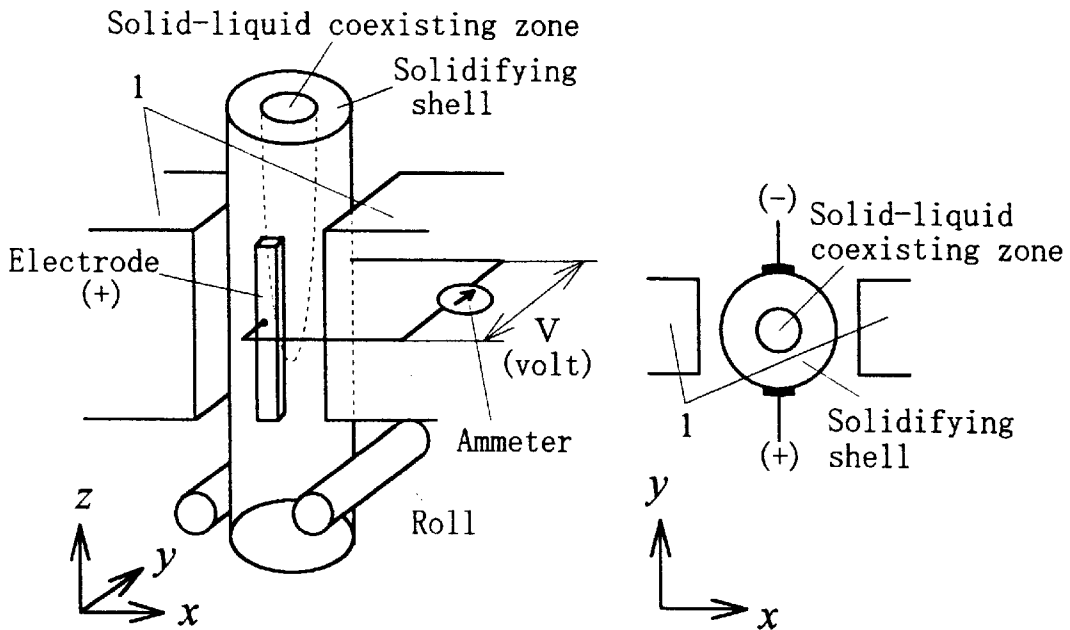 Solid-liquid coexisting zone
Solidifying
shell
1
Electrode
(+)
V
(volt)
Ammeter
Roll
z
y
x
(-)
Solid-liquid
coexisting zone
1
Solidifying
shell
(+)
y
x